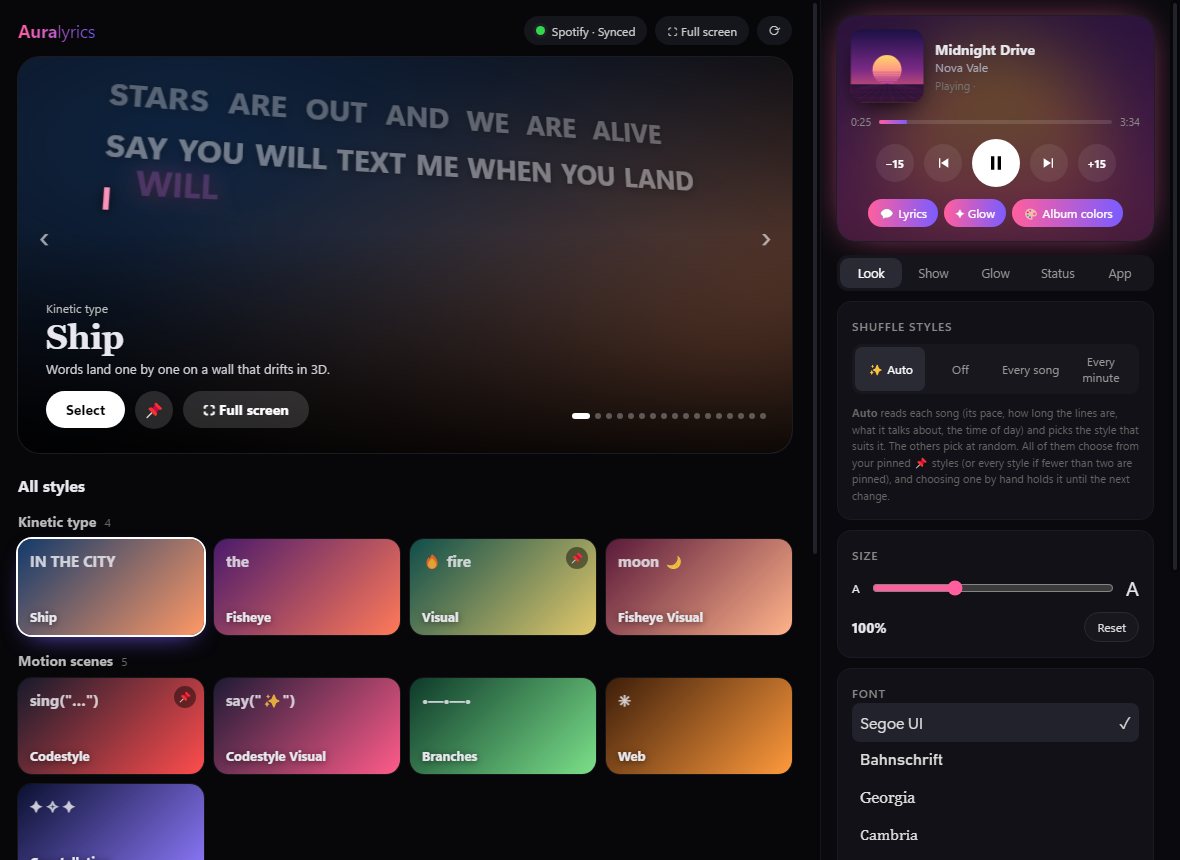 Auralyrics
Spotify · Synced
Full screen
STARS ARE OUT AND WE ARE ALIVE
SAY YOU WILL TEXT ME WHEN YOU LAND
I WILL
Kinetic type
Ship
Words land one by one on a wall that drifts in 3D.
Select
Full screen
All styles
Kinetic type 4
IN THE CITY
Ship
the
Fisheye
🔥 fire
Visual
moon 🌙
Fisheye Visual
Motion scenes 5
sing("...")
Codestyle
say("✨")
Codestyle Visual
Branches
Web
Midnight Drive
Nova Vale
Playing ·
0:25
3:34
–15
+15
Lyrics
Glow
Album colors
Look
Show
Glow
Status
App
SHUFFLE STYLES
✨ Auto
Off
Every song
Every
minute
Auto reads each song (its pace, how long the lines are,
what it talks about, the time of day) and picks the style that
suits it. The others pick at random. All of them choose from
your pinned 📌 styles (or every style if fewer than two are
pinned), and choosing one by hand holds it until the next
change.
SIZE
A
A
100%
Reset
FONT
Segoe UI
Bahnschrift
Georgia
Cambria